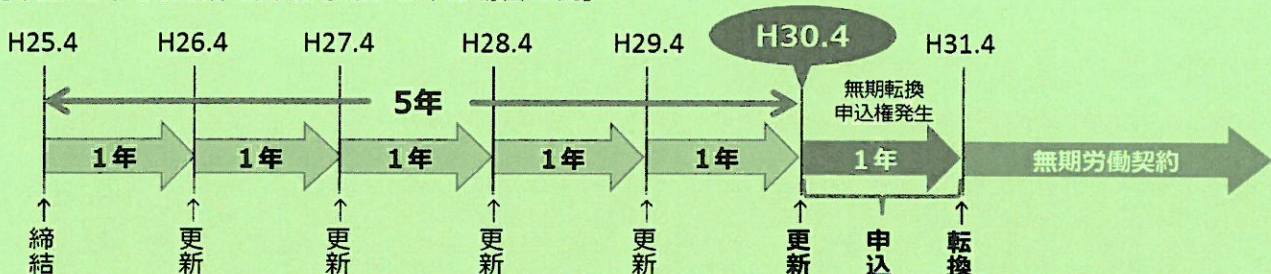 H25.4 H26.4 H27.4 H28.4 H29.4 H30.4 H31.4
5年
無期転換
申込権発生
1年 1年 1年 1年 1年 1年 無期労働契約
↑締結 ↑更新 ↑更新 ↑更新 ↑更新 ↑更新 申込 ↑転換